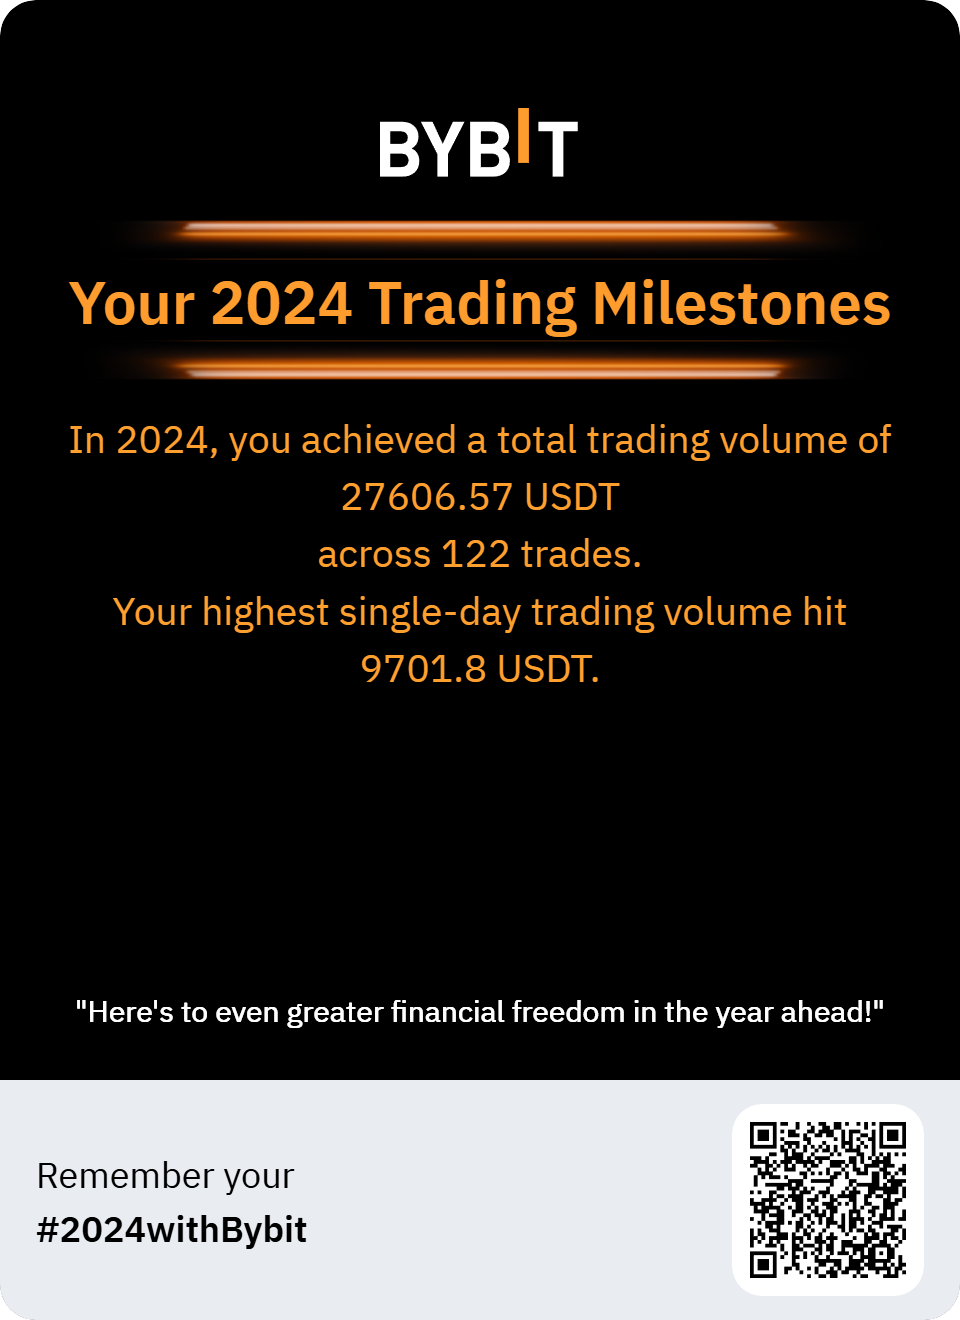 BYBIT
Your 2024 Trading Milestones
In 2024, you achieved a total trading volume of
27606.57 USDT
across 122 trades.
Your highest single-day trading volume hit
9701.8 USDT.
"Here's to even greater financial freedom in the year ahead!"
Remember your
#2024withBybit